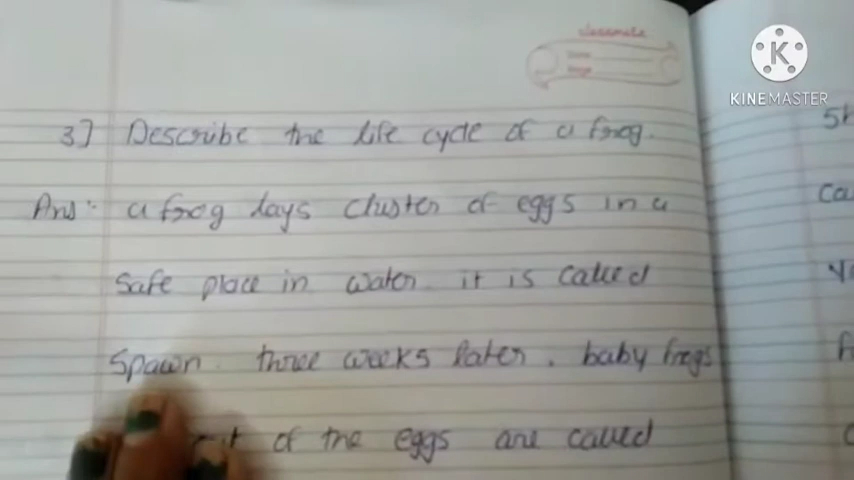 classmate
KINEMASTER
3] Describe the life cycle of a frog.
Ans:- a frog lays cluster of eggs in a
safe place in water. it is called
Spawn. three weeks later, baby frogs
of the eggs are called